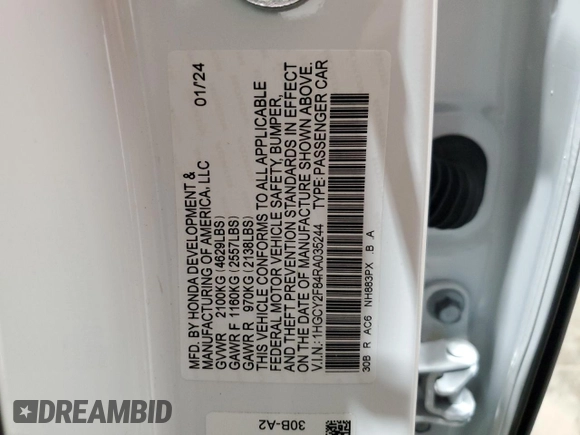 MFD. BY HONDA DEVELOPMENT & 01/24
MANUFACTURING OF AMERICA, LLC
GVWR 2100KG (4629LBS)
GAWR F 1160KG (2557LBS)
GAWR R 970KG (2138LBS)
THIS VEHICLE CONFORMS TO ALL APPLICABLE
FEDERAL MOTOR VEHICLE SAFETY, BUMPER,
AND THEFT PREVENTION STANDARDS IN EFFECT
ON THE DATE OF MANUFACTURE SHOWN ABOVE.
V.I.N.: 1HGCY2F84RA035244 TYPE: PASSENGER CAR
30B R AC6 NH883PX .B .A
30B-A2
DREAMBID